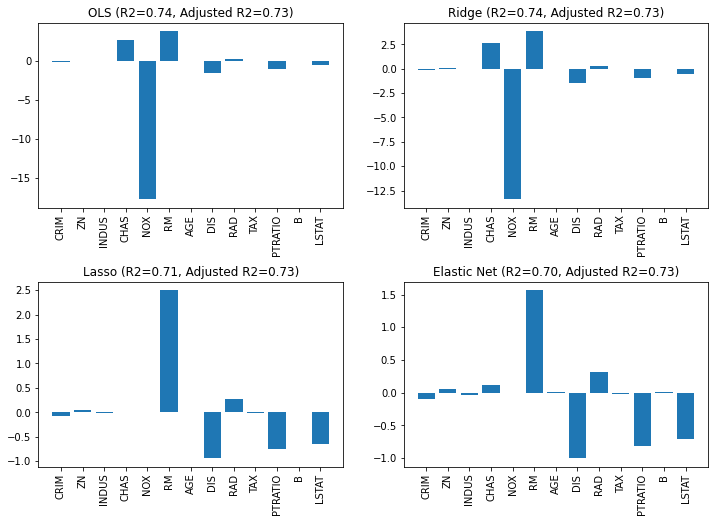 OLS (R2=0.74, Adjusted R2=0.73)
0
−5
−10
−15
CRIM
ZN
INDUS
CHAS
NOX
RM
AGE
DIS
RAD
TAX
PTRATIO
B
LSTAT
Ridge (R2=0.74, Adjusted R2=0.73)
2.5
0.0
−2.5
−5.0
−7.5
−10.0
−12.5
CRIM
ZN
INDUS
CHAS
NOX
RM
AGE
DIS
RAD
TAX
PTRATIO
B
LSTAT
Lasso (R2=0.71, Adjusted R2=0.73)
2.5
2.0
1.5
1.0
0.5
0.0
−0.5
−1.0
CRIM
ZN
INDUS
CHAS
NOX
RM
AGE
DIS
RAD
TAX
PTRATIO
B
LSTAT
Elastic Net (R2=0.70, Adjusted R2=0.73)
1.5
1.0
0.5
0.0
−0.5
−1.0
CRIM
ZN
INDUS
CHAS
NOX
RM
AGE
DIS
RAD
TAX
PTRATIO
B
LSTAT